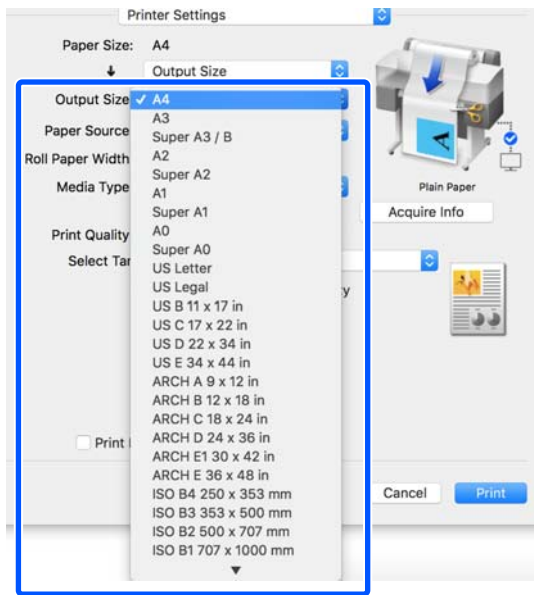 Printer Settings
Paper Size: A4
Output Size
Output Size ✓ A4
A3
Paper Source
Super A3 / B
Roll Paper Width
A2
Super A2
Media Type
A1
Plain Paper
Super A1
Acquire Info
A0
Print Quality
Super A0
Select Tar
US Letter
US Legal
y
US B 11 x 17 in
US C 17 x 22 in
US D 22 x 34 in
US E 34 x 44 in
ARCH A 9 x 12 in
ARCH B 12 x 18 in
ARCH C 18 x 24 in
ARCH D 24 x 36 in
Print
ARCH E1 30 x 42 in
ARCH E 36 x 48 in
ISO B4 250 x 353 mm
Cancel Print
ISO B3 353 x 500 mm
ISO B2 500 x 707 mm
ISO B1 707 x 1000 mm